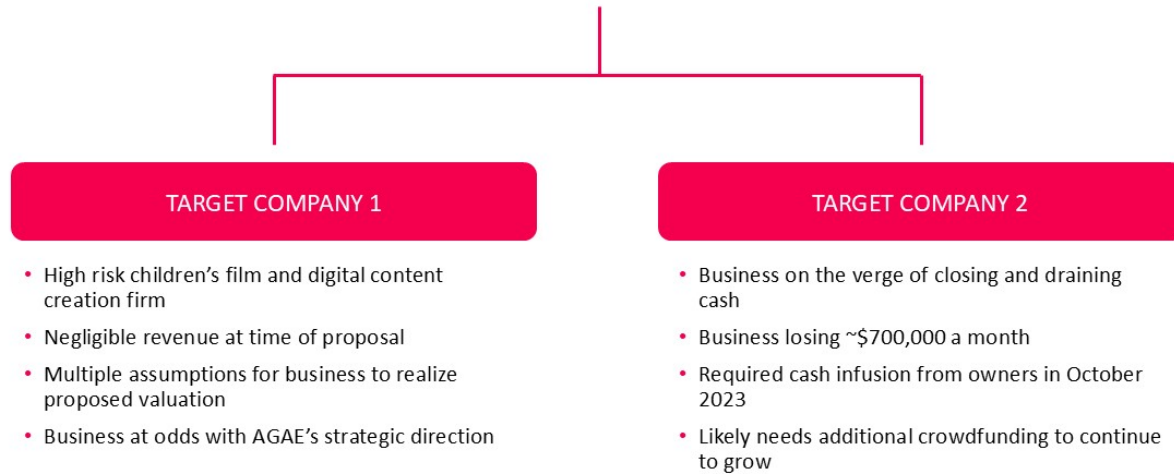 TARGET COMPANY 1
• High risk children's film and digital content
creation firm
• Negligible revenue at time of proposal
• Multiple assumptions for business to realize
proposed valuation
• Business at odds with AGAE's strategic direction
TARGET COMPANY 2
• Business on the verge of closing and draining
cash
• Business losing ~$700,000 a month
• Required cash infusion from owners in October
2023
• Likely needs additional crowdfunding to continue
to grow